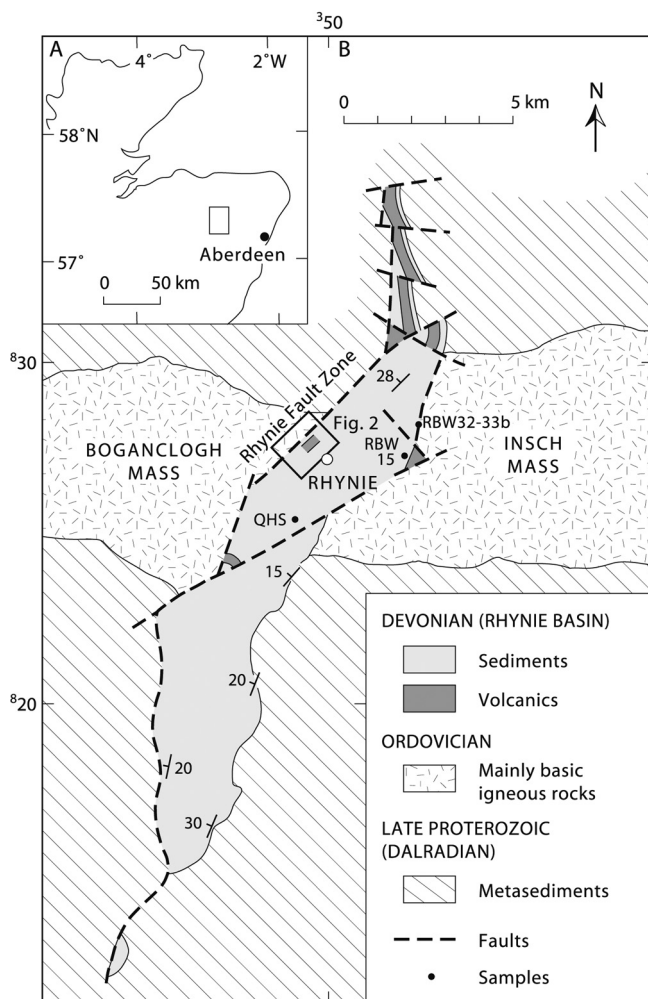 ³50
A
4˚
2˚W
58˚N
57˚
Aberdeen
0 50 km
B
0 5 km
N
⁸30
28
Rhynie Fault Zone
Fig. 2
RBW32-33b
RBW
15
BOGANCLOGH
MASS
INSCH
MASS
RHYNIE
QHS
15
20
⁸20
20
30
DEVONIAN (RHYNIE BASIN)
Sediments
Volcanics
ORDOVICIAN
Mainly basic
igneous rocks
LATE PROTEROZOIC
(DALRADIAN)
Metasediments
Faults
Samples